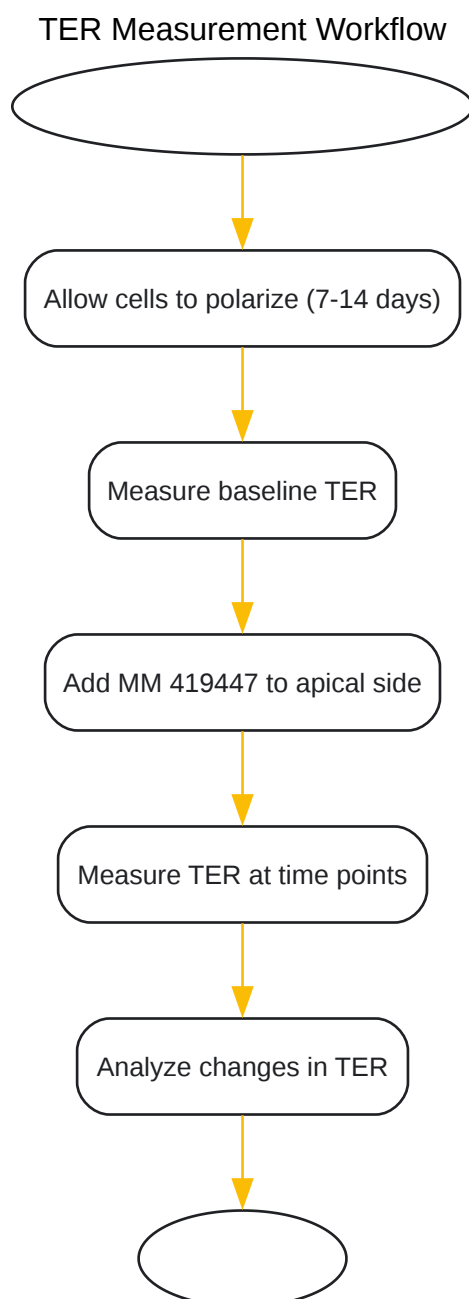 TER Measurement Workflow
Allow cells to polarize (7-14 days)
Measure baseline TER
Add MM 419447 to apical side
Measure TER at time points
Analyze changes in TER